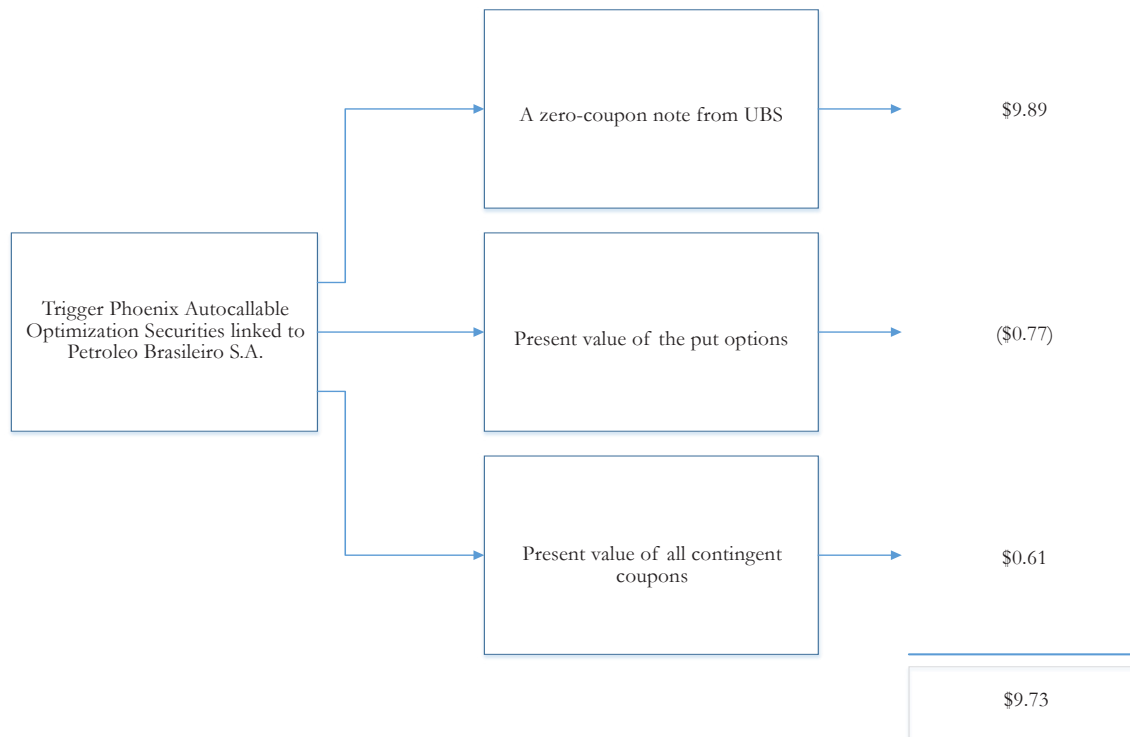 A zero-coupon note from UBS
$9.89
Trigger Phoenix Autocallable
Optimization Securities linked to
Petroleo Brasileiro S.A.
Present value of the put options
($0.77)
Present value of all contingent
coupons
$0.61
$9.73